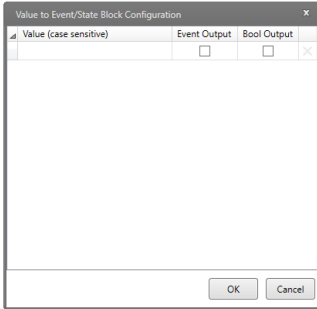 Value to Event/State Block Configuration x
Value (case sensitive) Event Output Bool Output
OK Cancel